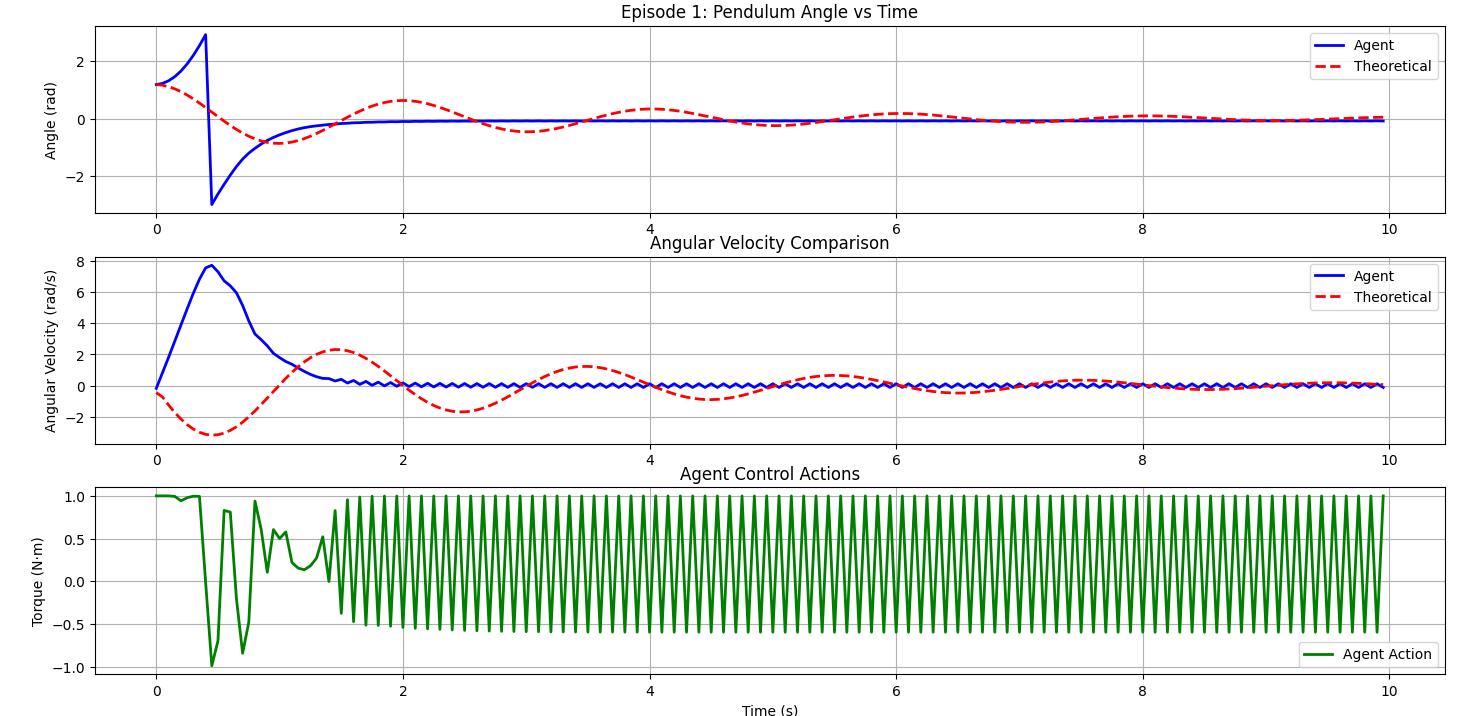 Episode 1: Pendulum Angle vs Time
Angle (rad)
2
0
−2
Agent
Theoretical
0 2 4 6 8 10
Angular Velocity Comparison
Angular Velocity (rad/s)
8
6
4
2
0
−2
Agent
Theoretical
0 2 4 6 8 10
Agent Control Actions
Torque (N·m)
1.0
0.5
0.0
−0.5
−1.0
Agent Action
0 2 4 6 8 10
Time (s)